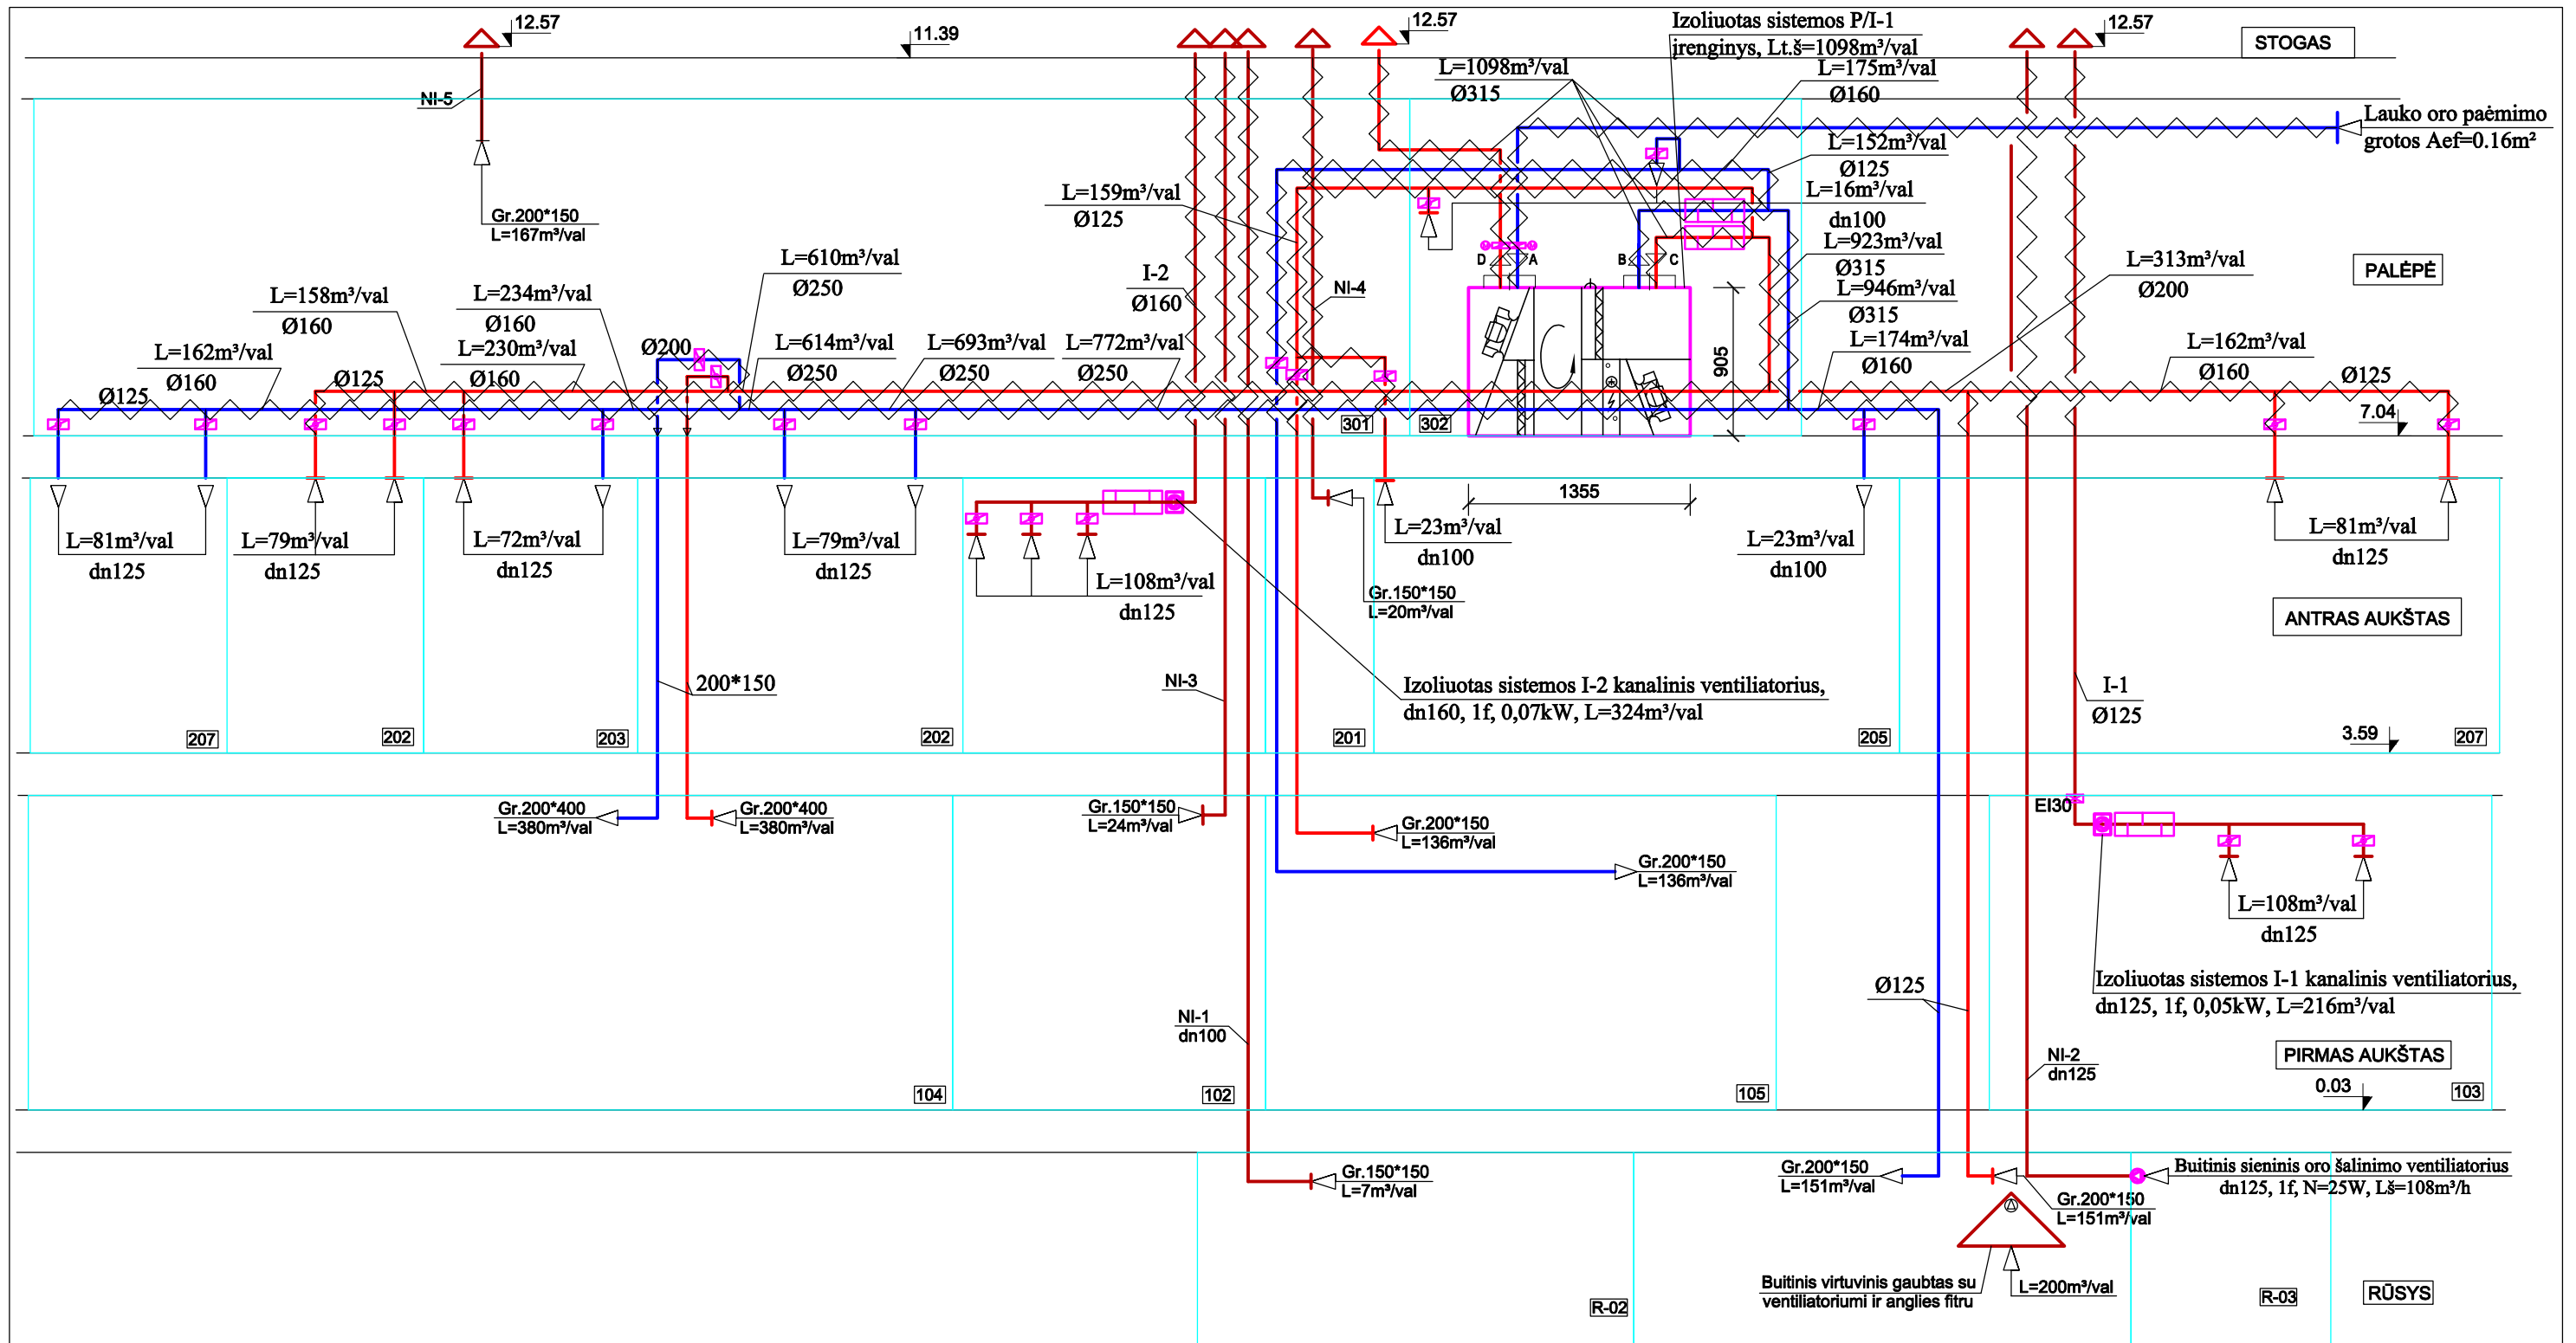 12.57
11.39
12.57
Izoliuotas sistemos P/I-1
įrenginys, Lt.š=1098m³/val
12.57
STOGAS
NI-5
L=1098m³/val
Ø315
L=175m³/val
Ø160
Lauko oro paėmimo
grotos Aef=0.16m²
L=152m³/val
Ø125
L=16m³/val
dn100
L=159m³/val
Ø125
Gr.200*150
L=167m³/val
L=923m³/val
Ø315
L=946m³/val
Ø315
L=174m³/val
Ø160
L=313m³/val
Ø200
PALĖPĖ
D
A
B
C
L=610m³/val
Ø250
I-2
Ø160
NI-4
L=158m³/val
Ø160
L=234m³/val
Ø160
L=230m³/val
Ø160
L=162m³/val
Ø160
Ø125
Ø125
Ø200
L=614m³/val
Ø250
L=693m³/val
Ø250
L=772m³/val
Ø250
905
L=162m³/val
Ø160
Ø125
7.04
301
302
1355
L=81m³/val
dn125
L=79m³/val
dn125
L=72m³/val
dn125
L=79m³/val
dn125
L=108m³/val
dn125
L=23m³/val
dn100
Gr.150*150
L=20m³/val
L=23m³/val
dn100
L=81m³/val
dn125
ANTRAS AUKŠTAS
200*150
NI-3
Izoliuotas sistemos I-2 kanalinis ventiliatorius,
dn160, 1f, 0,07kW, L=324m³/val
I-1
Ø125
207
202
203
202
201
205
3.59
207
Gr.200*400
L=380m³/val
Gr.200*400
L=380m³/val
Gr.150*150
L=24m³/val
Gr.200*150
L=136m³/val
Gr.200*150
L=136m³/val
EI30
L=108m³/val
dn125
Izoliuotas sistemos I-1 kanalinis ventiliatorius,
dn125, 1f, 0,05kW, L=216m³/val
Ø125
NI-1
dn100
NI-2
dn125
PIRMAS AUKŠTAS
0.03
104
102
105
103
Gr.150*150
L=7m³/val
Gr.200*150
L=151m³/val
Buitinis sieninis oro šalinimo ventiliatorius
dn125, 1f, N=25W, Lš=108m³/h
Gr.200*150
L=151m³/val
Buitinis virtuvinis gaubtas su
ventiliatoriumi ir anglies fitru
L=200m³/val
R-02
R-03
RŪSYS